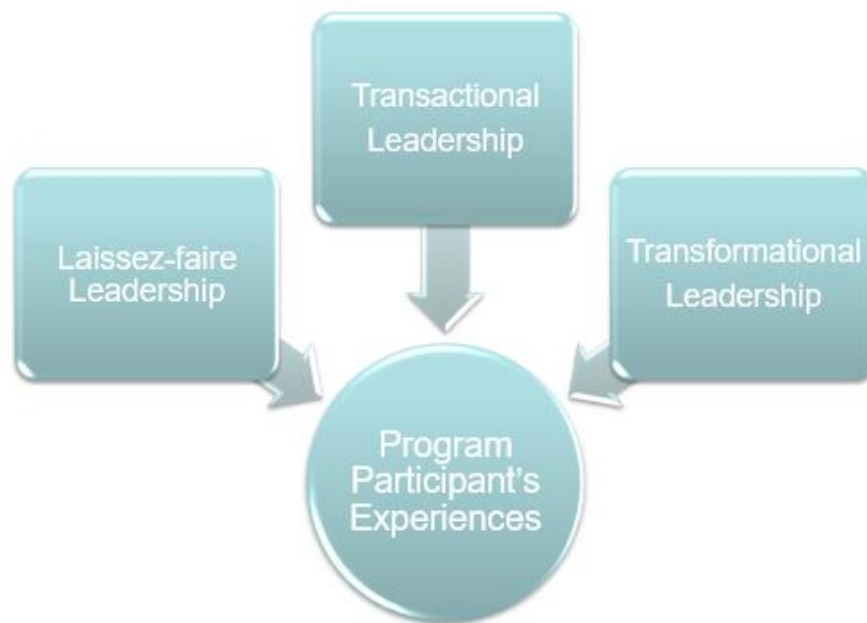 Transactional
Leadership
Laissez-faire
Leadership
Transformational
Leadership
Program
Participant's
Experiences